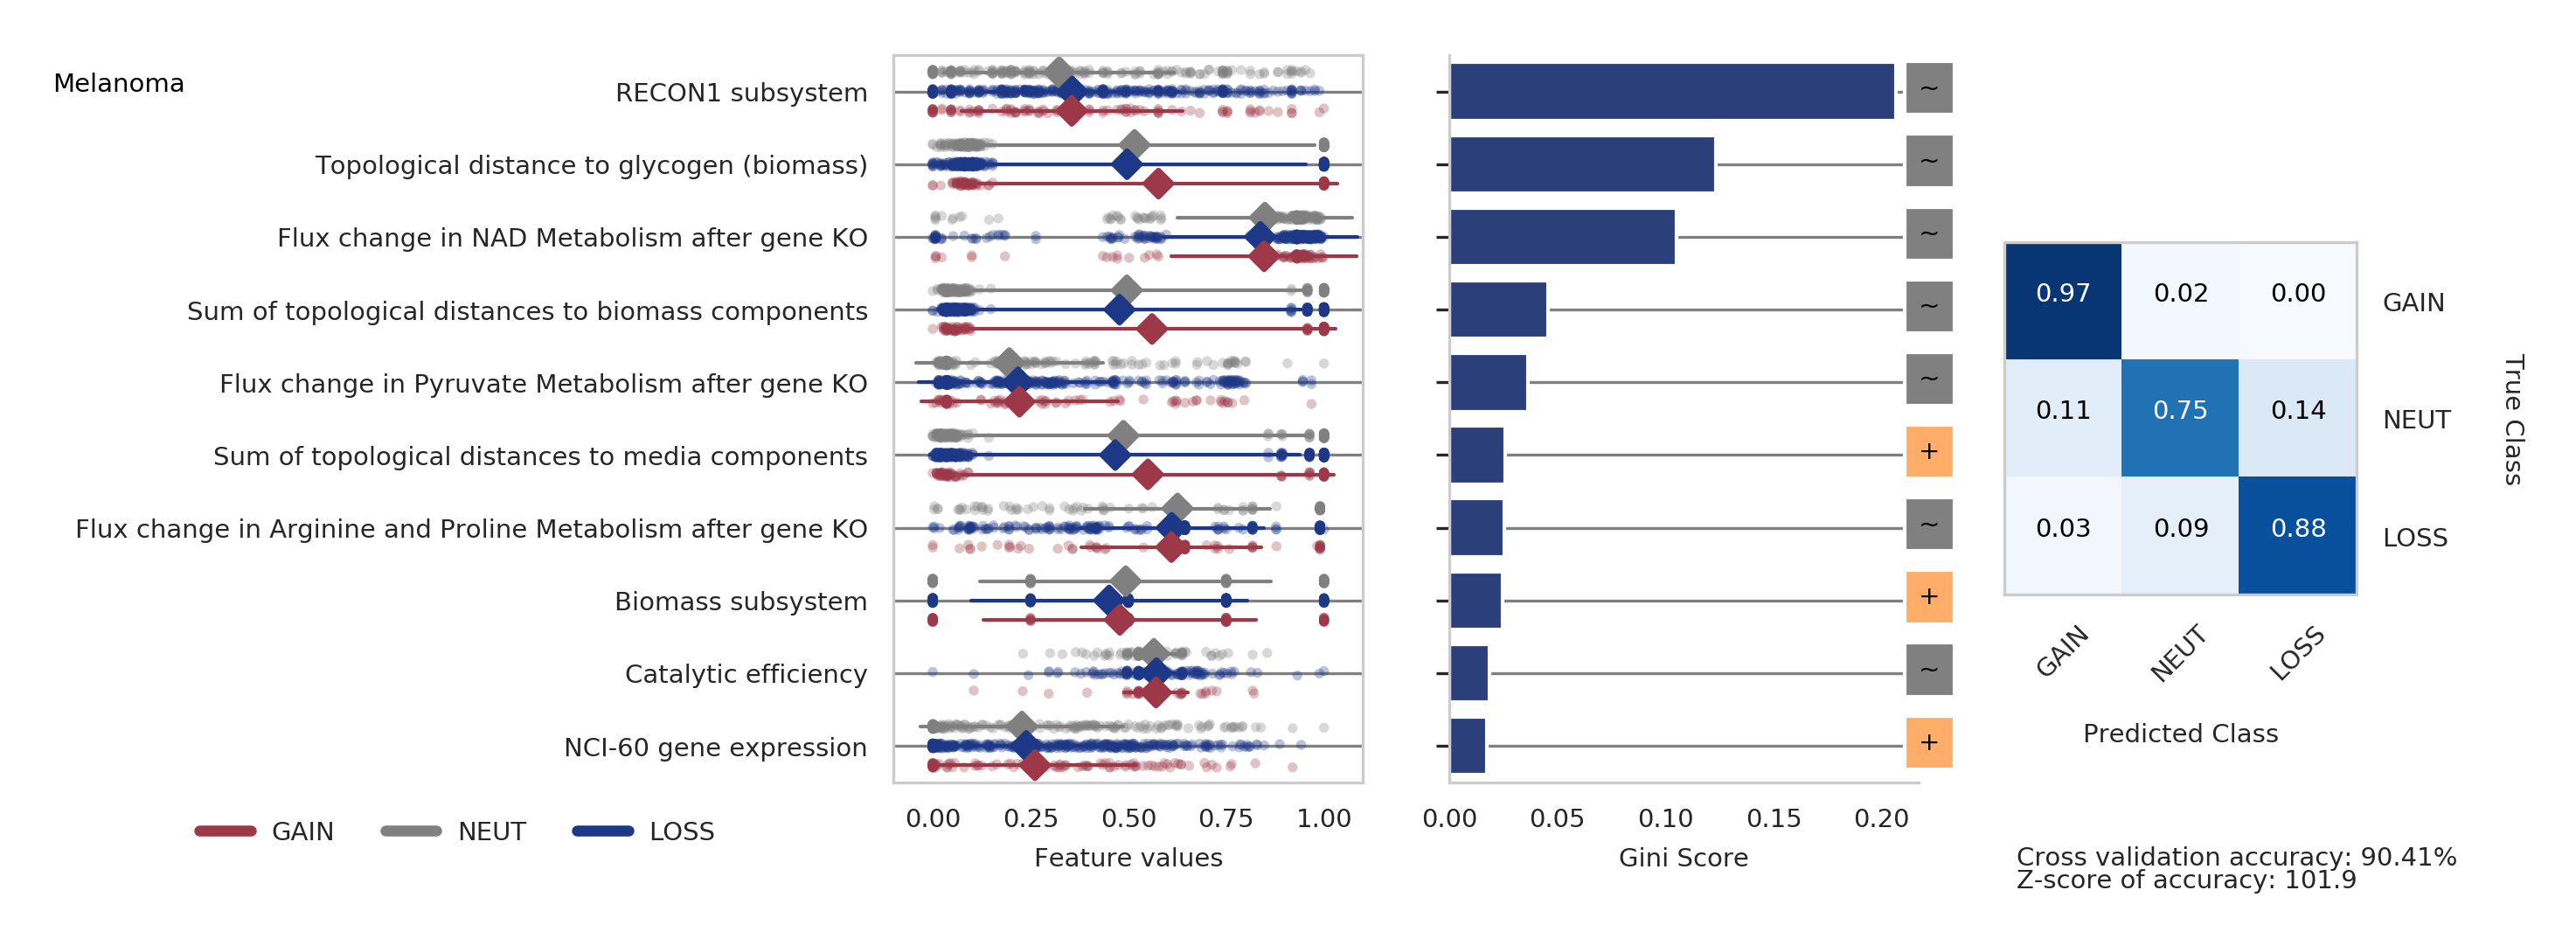 Melanoma
RECON1 subsystem
Topological distance to glycogen (biomass)
Flux change in NAD Metabolism after gene KO
Sum of topological distances to biomass components
Flux change in Pyruvate Metabolism after gene KO
Sum of topological distances to media components
Flux change in Arginine and Proline Metabolism after gene KO
Biomass subsystem
Catalytic efficiency
NCI-60 gene expression
GAIN NEUT LOSS
0.00 0.25 0.50 0.75 1.00
Feature values
~
~
~
~
~
+
~
+
~
+
0.00 0.05 0.10 0.15 0.20
Gini Score
0.97 0.02 0.00 GAIN
0.11 0.75 0.14 NEUT
0.03 0.09 0.88 LOSS
True Class
GAIN NEUT LOSS
Predicted Class
Cross validation accuracy: 90.41%
Z-score of accuracy: 101.9